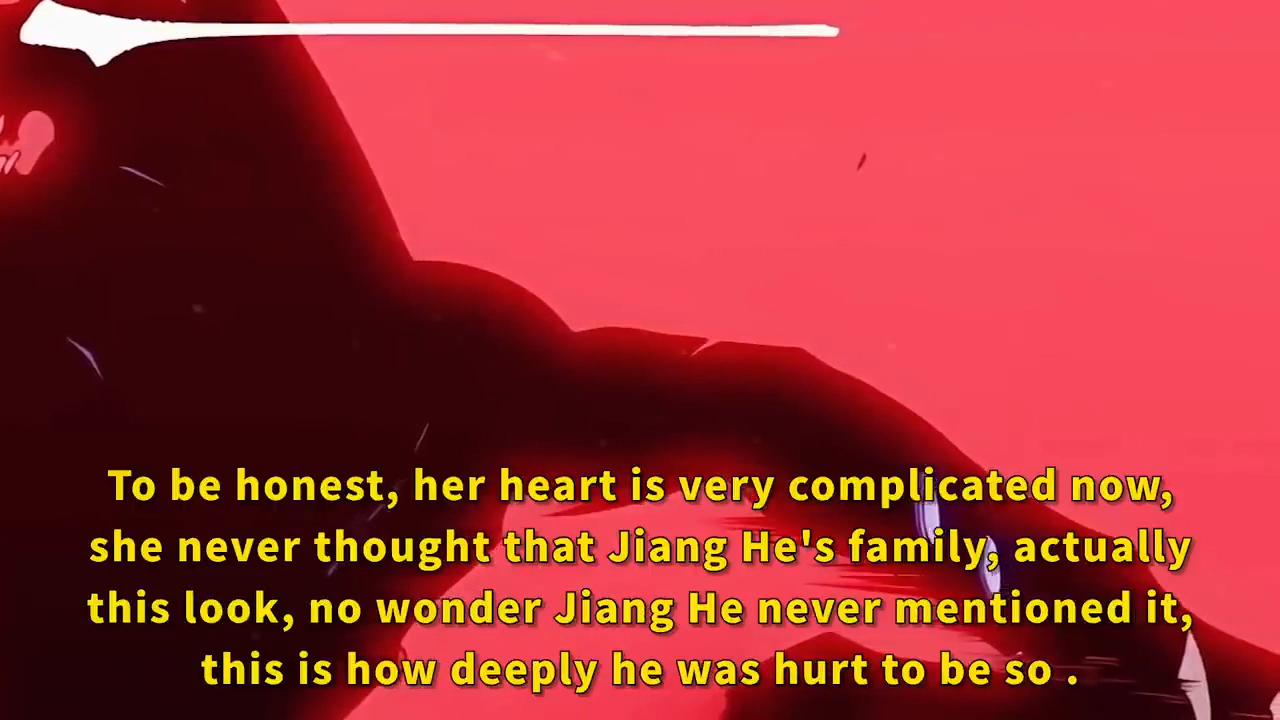 To be honest, her heart is very complicated now,
she never thought that Jiang He's family, actually
this look, no wonder Jiang He never mentioned it,
this is how deeply he was hurt to be so .